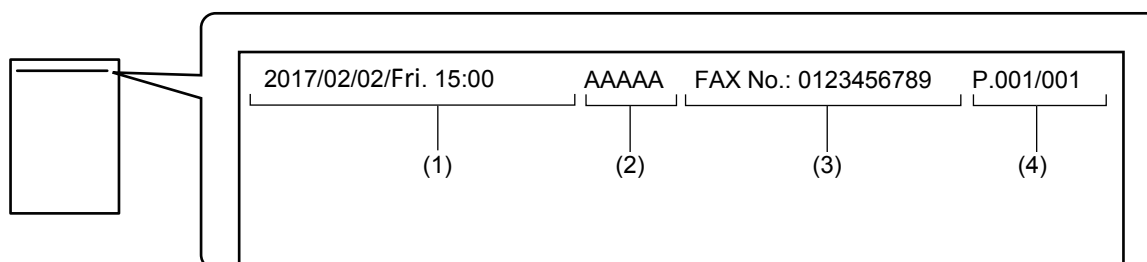 2017/02/02/Fri. 15:00 AAAAA FAX No.: 0123456789 P.001/001
(1) (2) (3) (4)